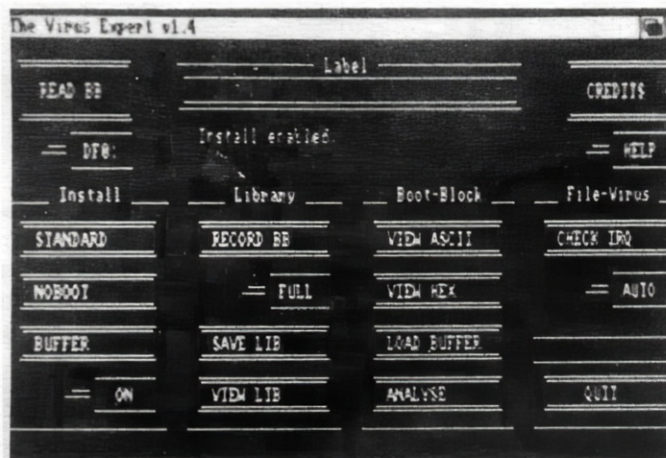 The Virus Expert v1.4
Label
READ BB
CREDITS
Install enabled.
DF0:
HELP
Install
Library
Boot-Block
File-Virus
STANDARD
RECORD BB
VIEW ASCII
CHECK IRQ
NOBOOT
FULL
VIEW HEX
AUTO
BUFFER
SAVE LIB
LOAD BUFFER
ON
VIEW LIB
ANALYSE
QUIT